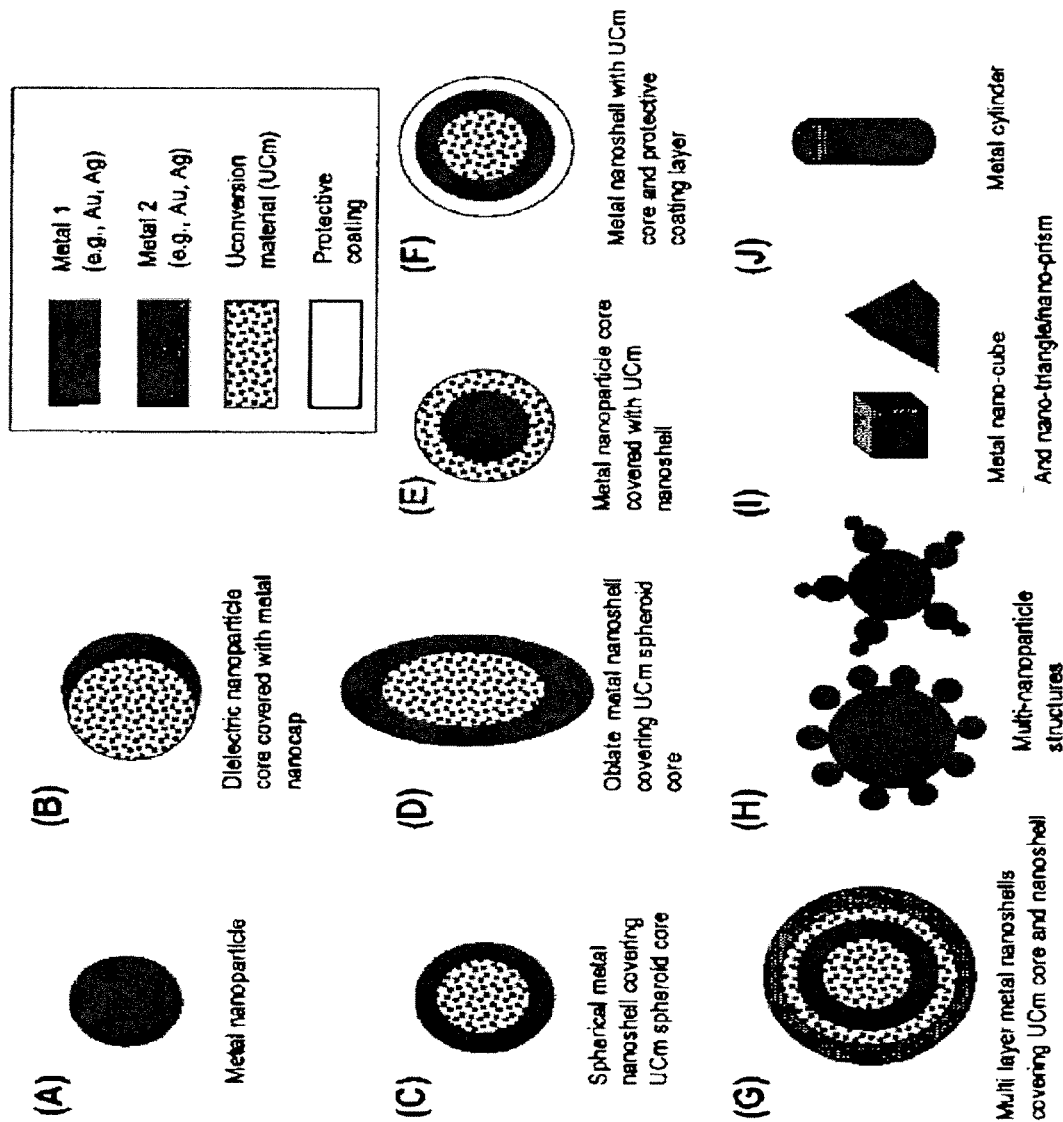 (A)
Metal nanoparticle
(B)
Dielectric nanoparticle
core covered with metal
nanocap
Metal 1
(e.g., Au, Ag)
Metal 2
(e.g., Au, Ag)
Uconversion
material (UCm)
Protective
coating
(C)
Spherical metal
nanoshell covering
UCm spheroid core
(D)
Oblate metal nanoshell
covering UCm spheroid
core
(E)
Metal nanoparticle core
covered with UCm
nanoshell
(F)
Metal nanoshell with UCm
core and protective
coating layer
(G)
Multi layer metal nanoshells
covering UCm core and nanoshell
(H)
Multi-nanoparticle
structures
(I)
Metal nano-cube
And nano-triangle/nano-prism
(J)
Metal cylinder